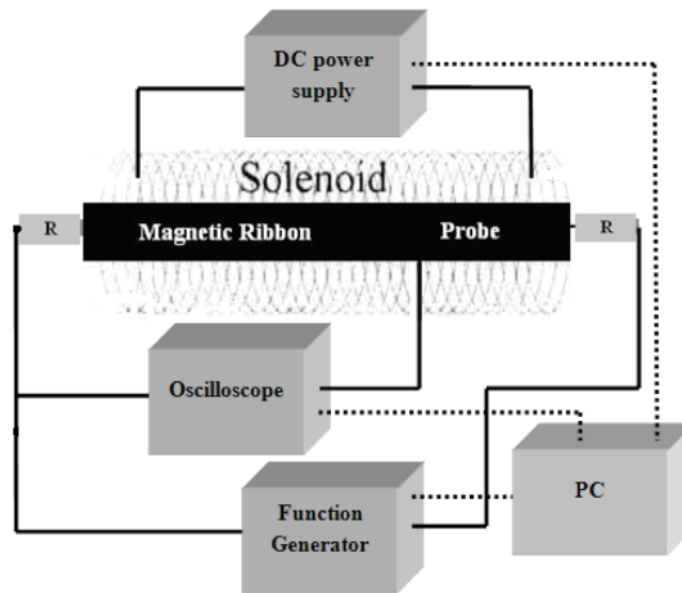 DC power
supply
Solenoid
R
Magnetic Ribbon
Probe
R
Oscilloscope
PC
Function
Generator